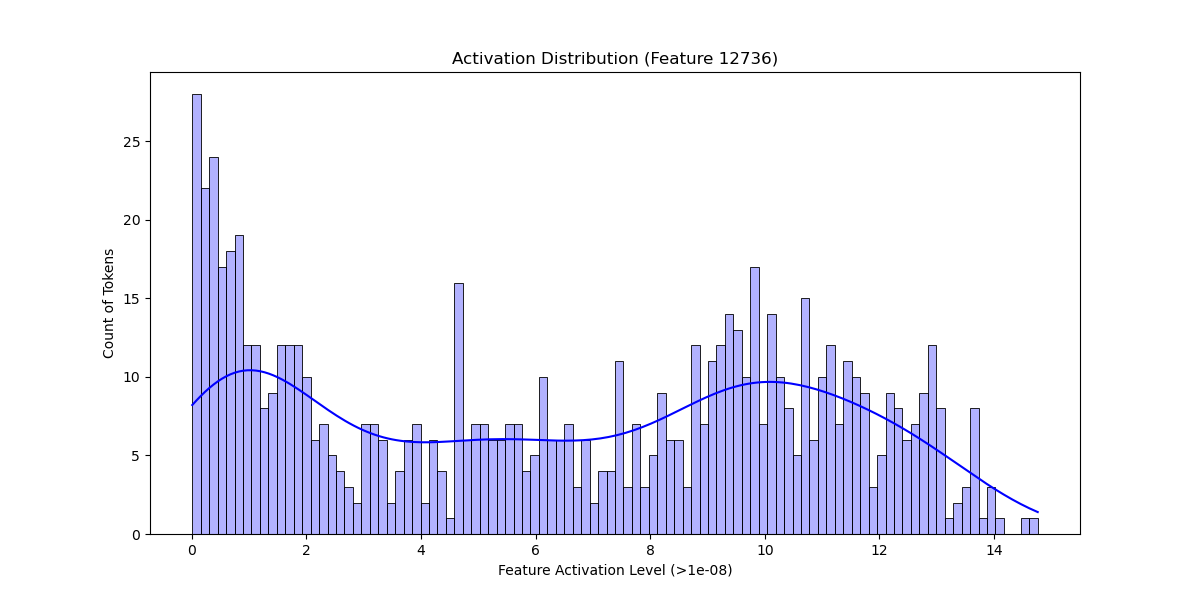 Activation Distribution (Feature 12736)
Count of Tokens
25
20
15
10
5
0
0 2 4 6 8 10 12 14
Feature Activation Level (>1e-08)